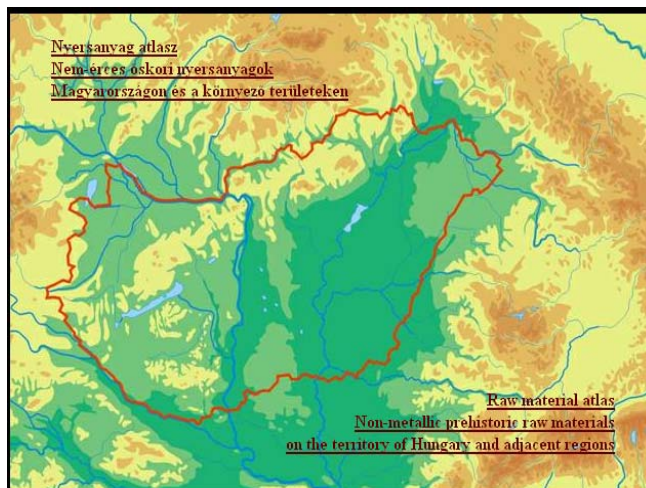 Nyersanyag atlasz
Nem-érces őskori nyersanyagok
Magyarországon és a környező területeken
Raw material atlas
Non-metallic prehistoric raw materials
on the territory of Hungary and adjacent regions